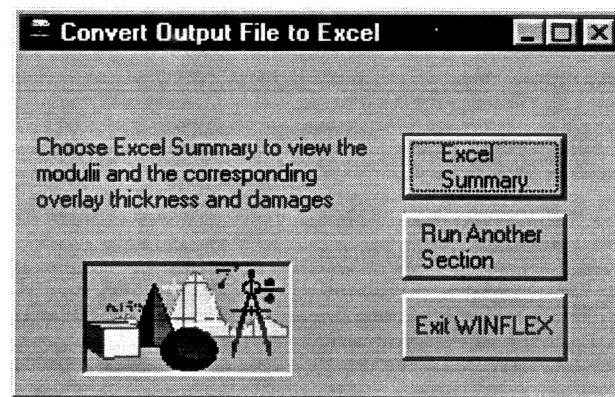 Convert Output File to Excel
Choose Excel Summary to view the
modulii and the corresponding
overlay thickness and damages
Excel
Summary
Run Another
Section
Exit WINFLEX